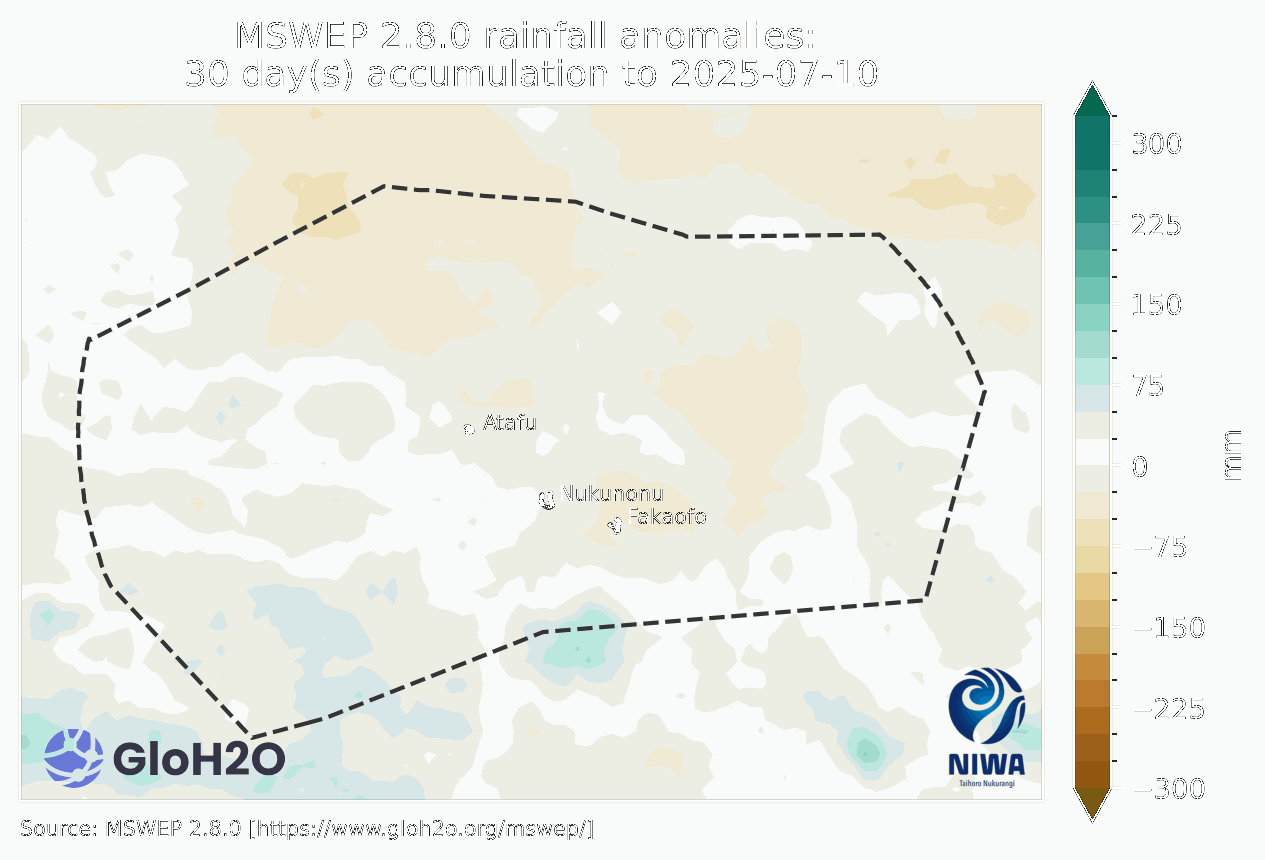 MSWEP 2.8.0 rainfall anomalies:
30 day(s) accumulation to 2025-07-10
300
225
150
75
0
−75
−150
−225
−300
mm
Atafu
Nukunonu
Fakaofo
GloH2O
NIWA
Taihoro Nukurangi
Source: MSWEP 2.8.0 [https://www.gloh2o.org/mswep/]